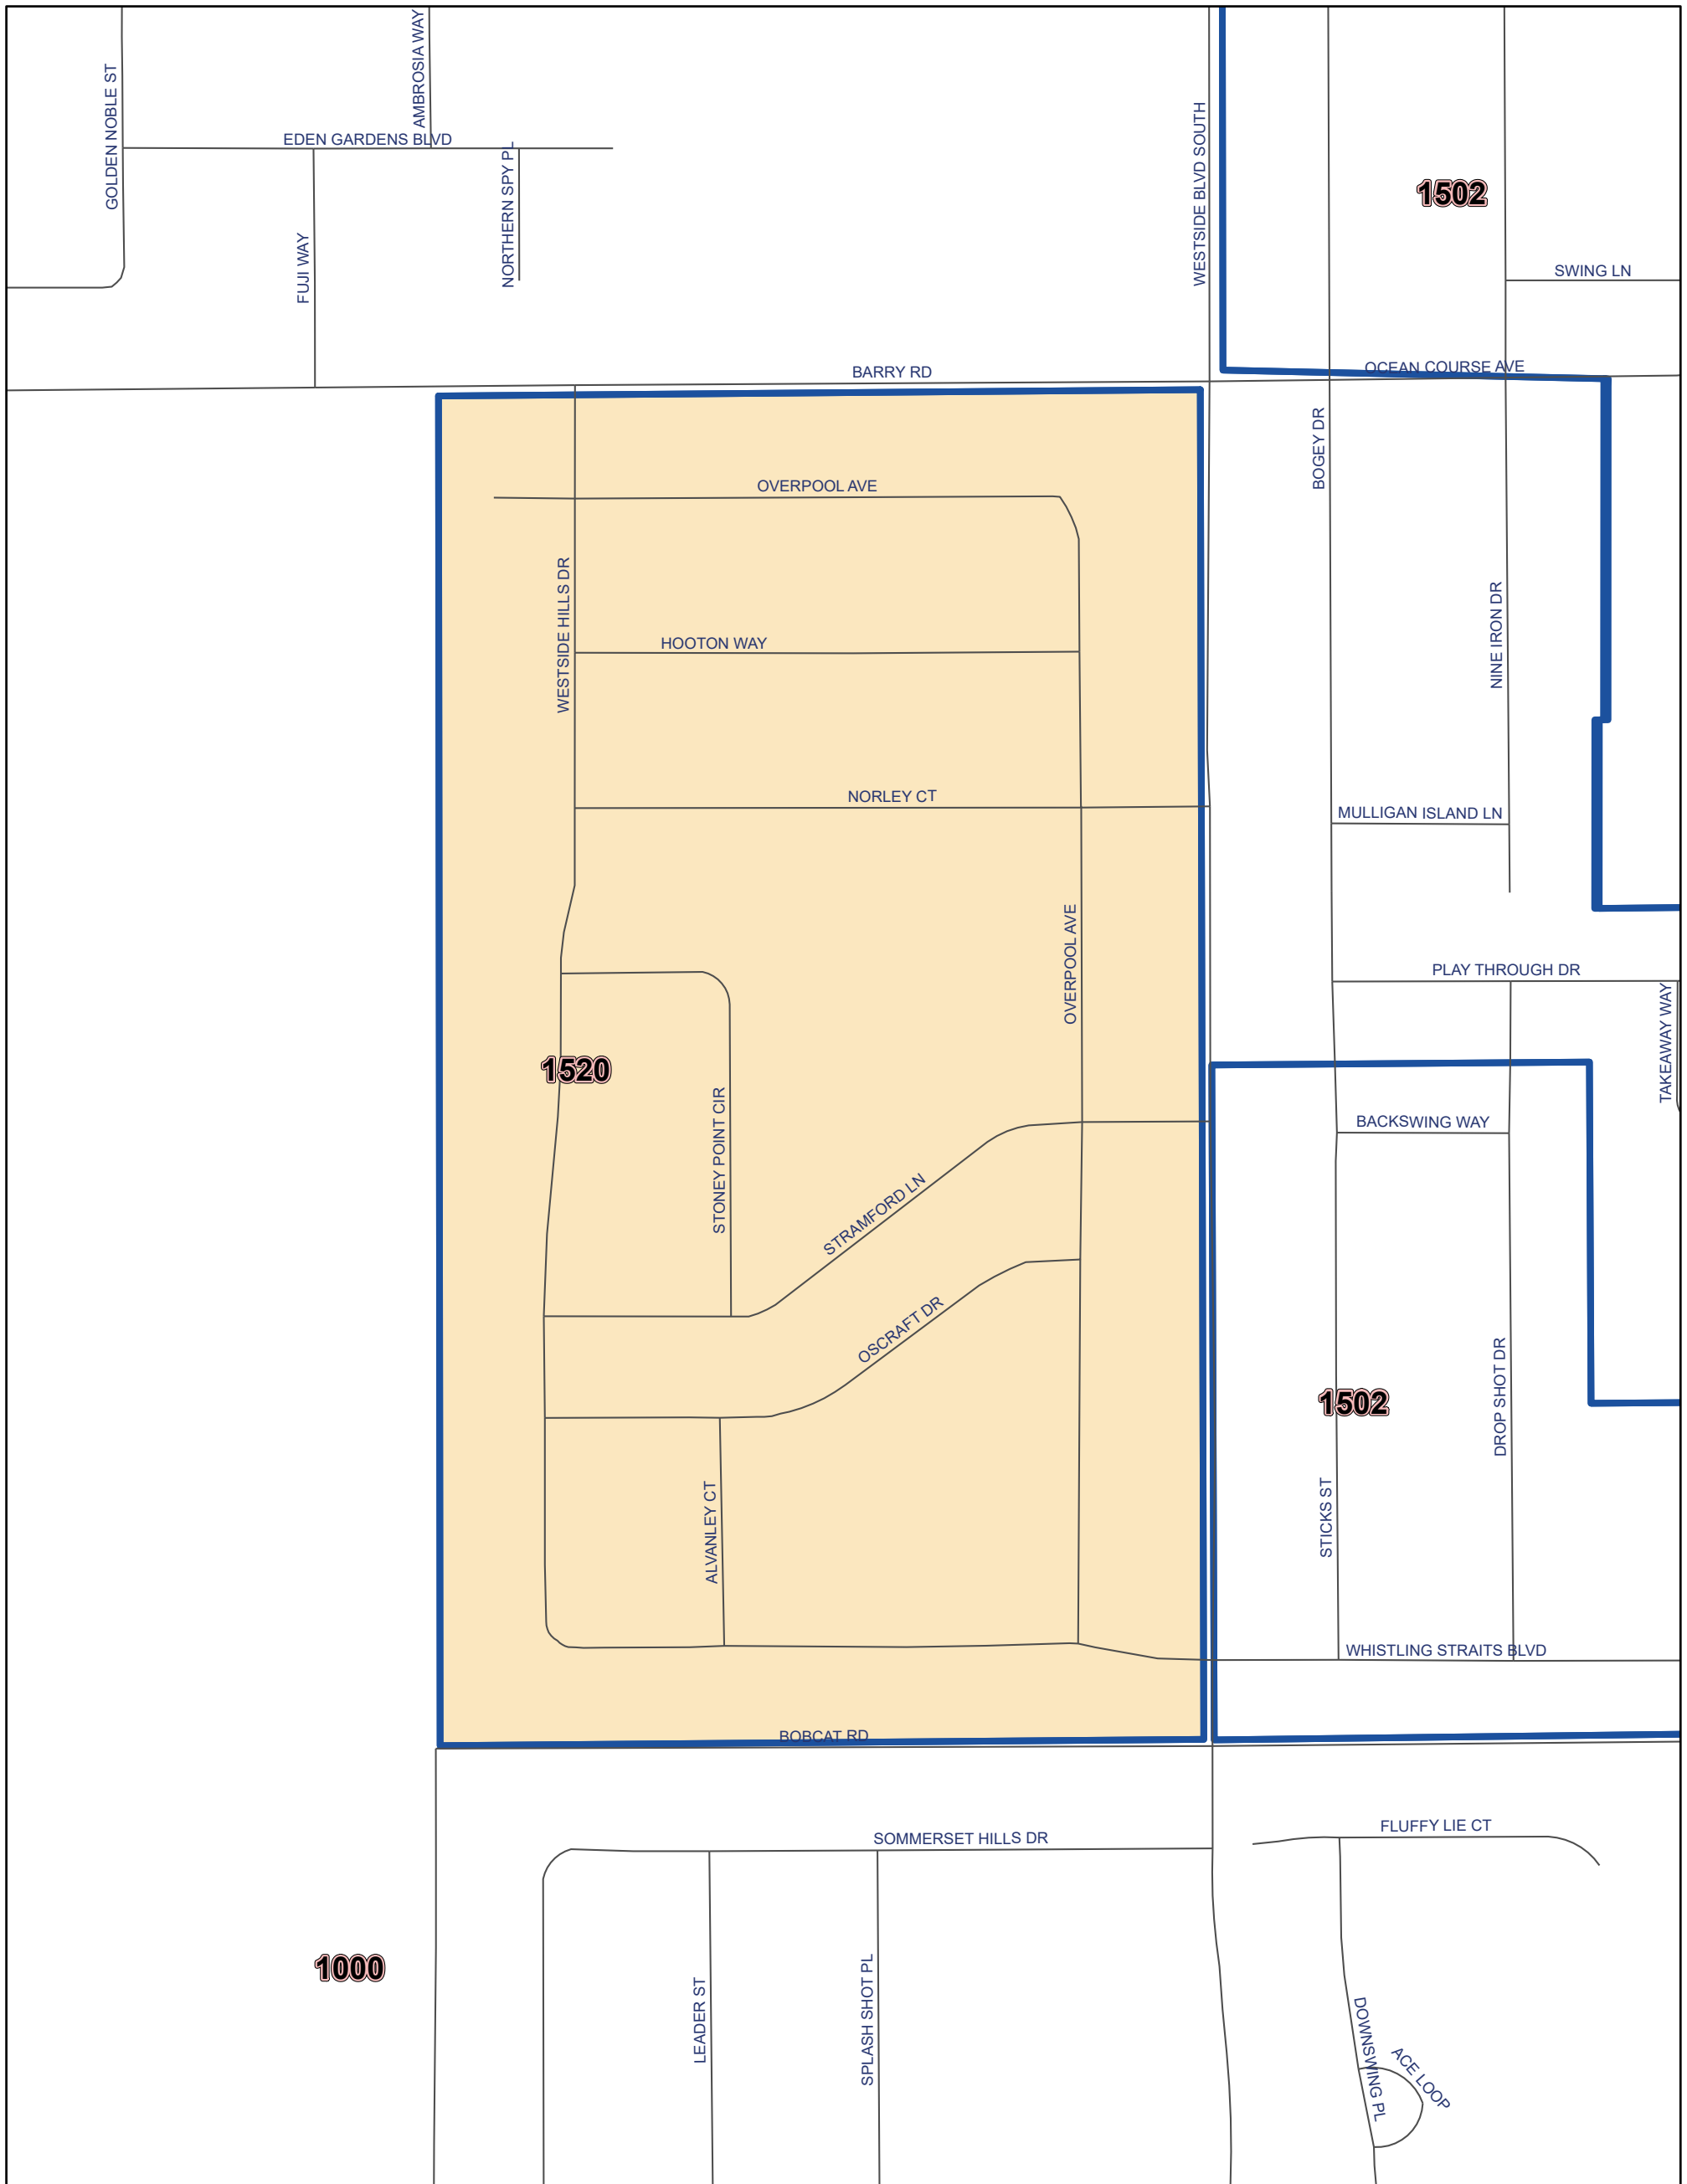 GOLDEN NOBLE ST
AMBROSIA WAY
EDEN GARDENS BLVD
NORTHERN SPY PL
FUJI WAY
WESTSIDE BLVD SOUTH
1502
SWING LN
BARRY RD
OCEAN COURSE AVE
BOGEY DR
OVERPOOL AVE
WESTSIDE HILLS DR
HOOTON WAY
NINE IRON DR
NORLEY CT
MULLIGAN ISLAND LN
OVERPOOL AVE
PLAY THROUGH DR
TAKEAWAY WAY
1520
STONEY POINT CIR
BACKSWING WAY
STRAMFORD LN
OSCRAFT DR
1502
DROP SHOT DR
STICKS ST
ALVANLEY CT
WHISTLING STRAITS BLVD
BOBCAT RD
SOMMERSET HILLS DR
FLUFFY LIE CT
1000
LEADER ST
SPLASH SHOT PL
DOWNSWING PL
ACE LOOP